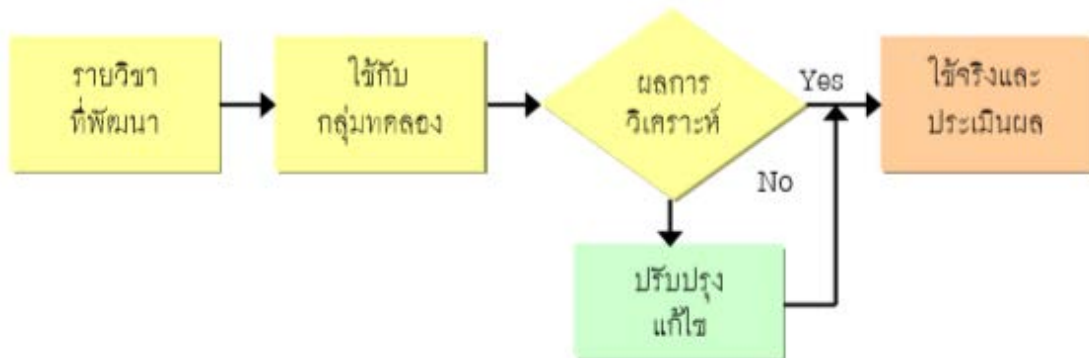 รายวิชา
ที่พัฒนา
ใช้กับ
กลุ่มทดลอง
ผลการ
วิเคราะห์
Yes
ใช้จริงและ
ประเมินผล
No
ปรับปรุง
แก้ไข